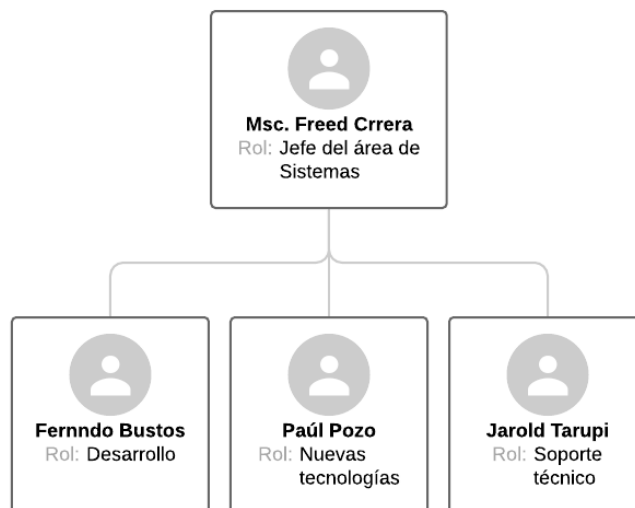 Msc. Freed Crrera
Rol: Jefe del área de
Sistemas
Fernndo Bustos
Rol: Desarrollo
Paúl Pozo
Rol: Nuevas
tecnologías
Jarold Tarupi
Rol: Soporte
técnico